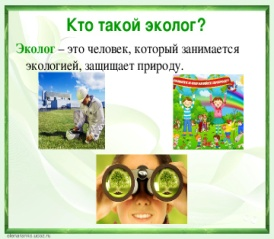 Кто такой эколог?
Эколог – это человек, который занимается
экологией, защищает природу.